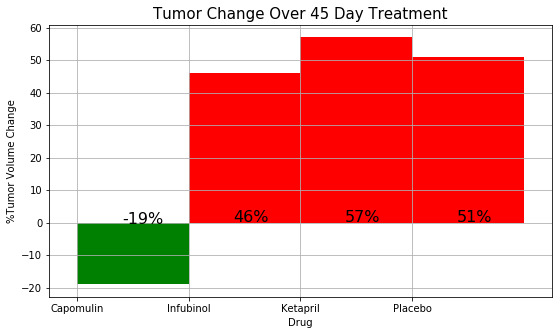 Tumor Change Over 45 Day Treatment
%Tumor Volume Change
60
50
40
30
20
10
0
−10
−20
-19%
46%
57%
51%
Capomulin
Infubinol
Ketapril
Placebo
Drug